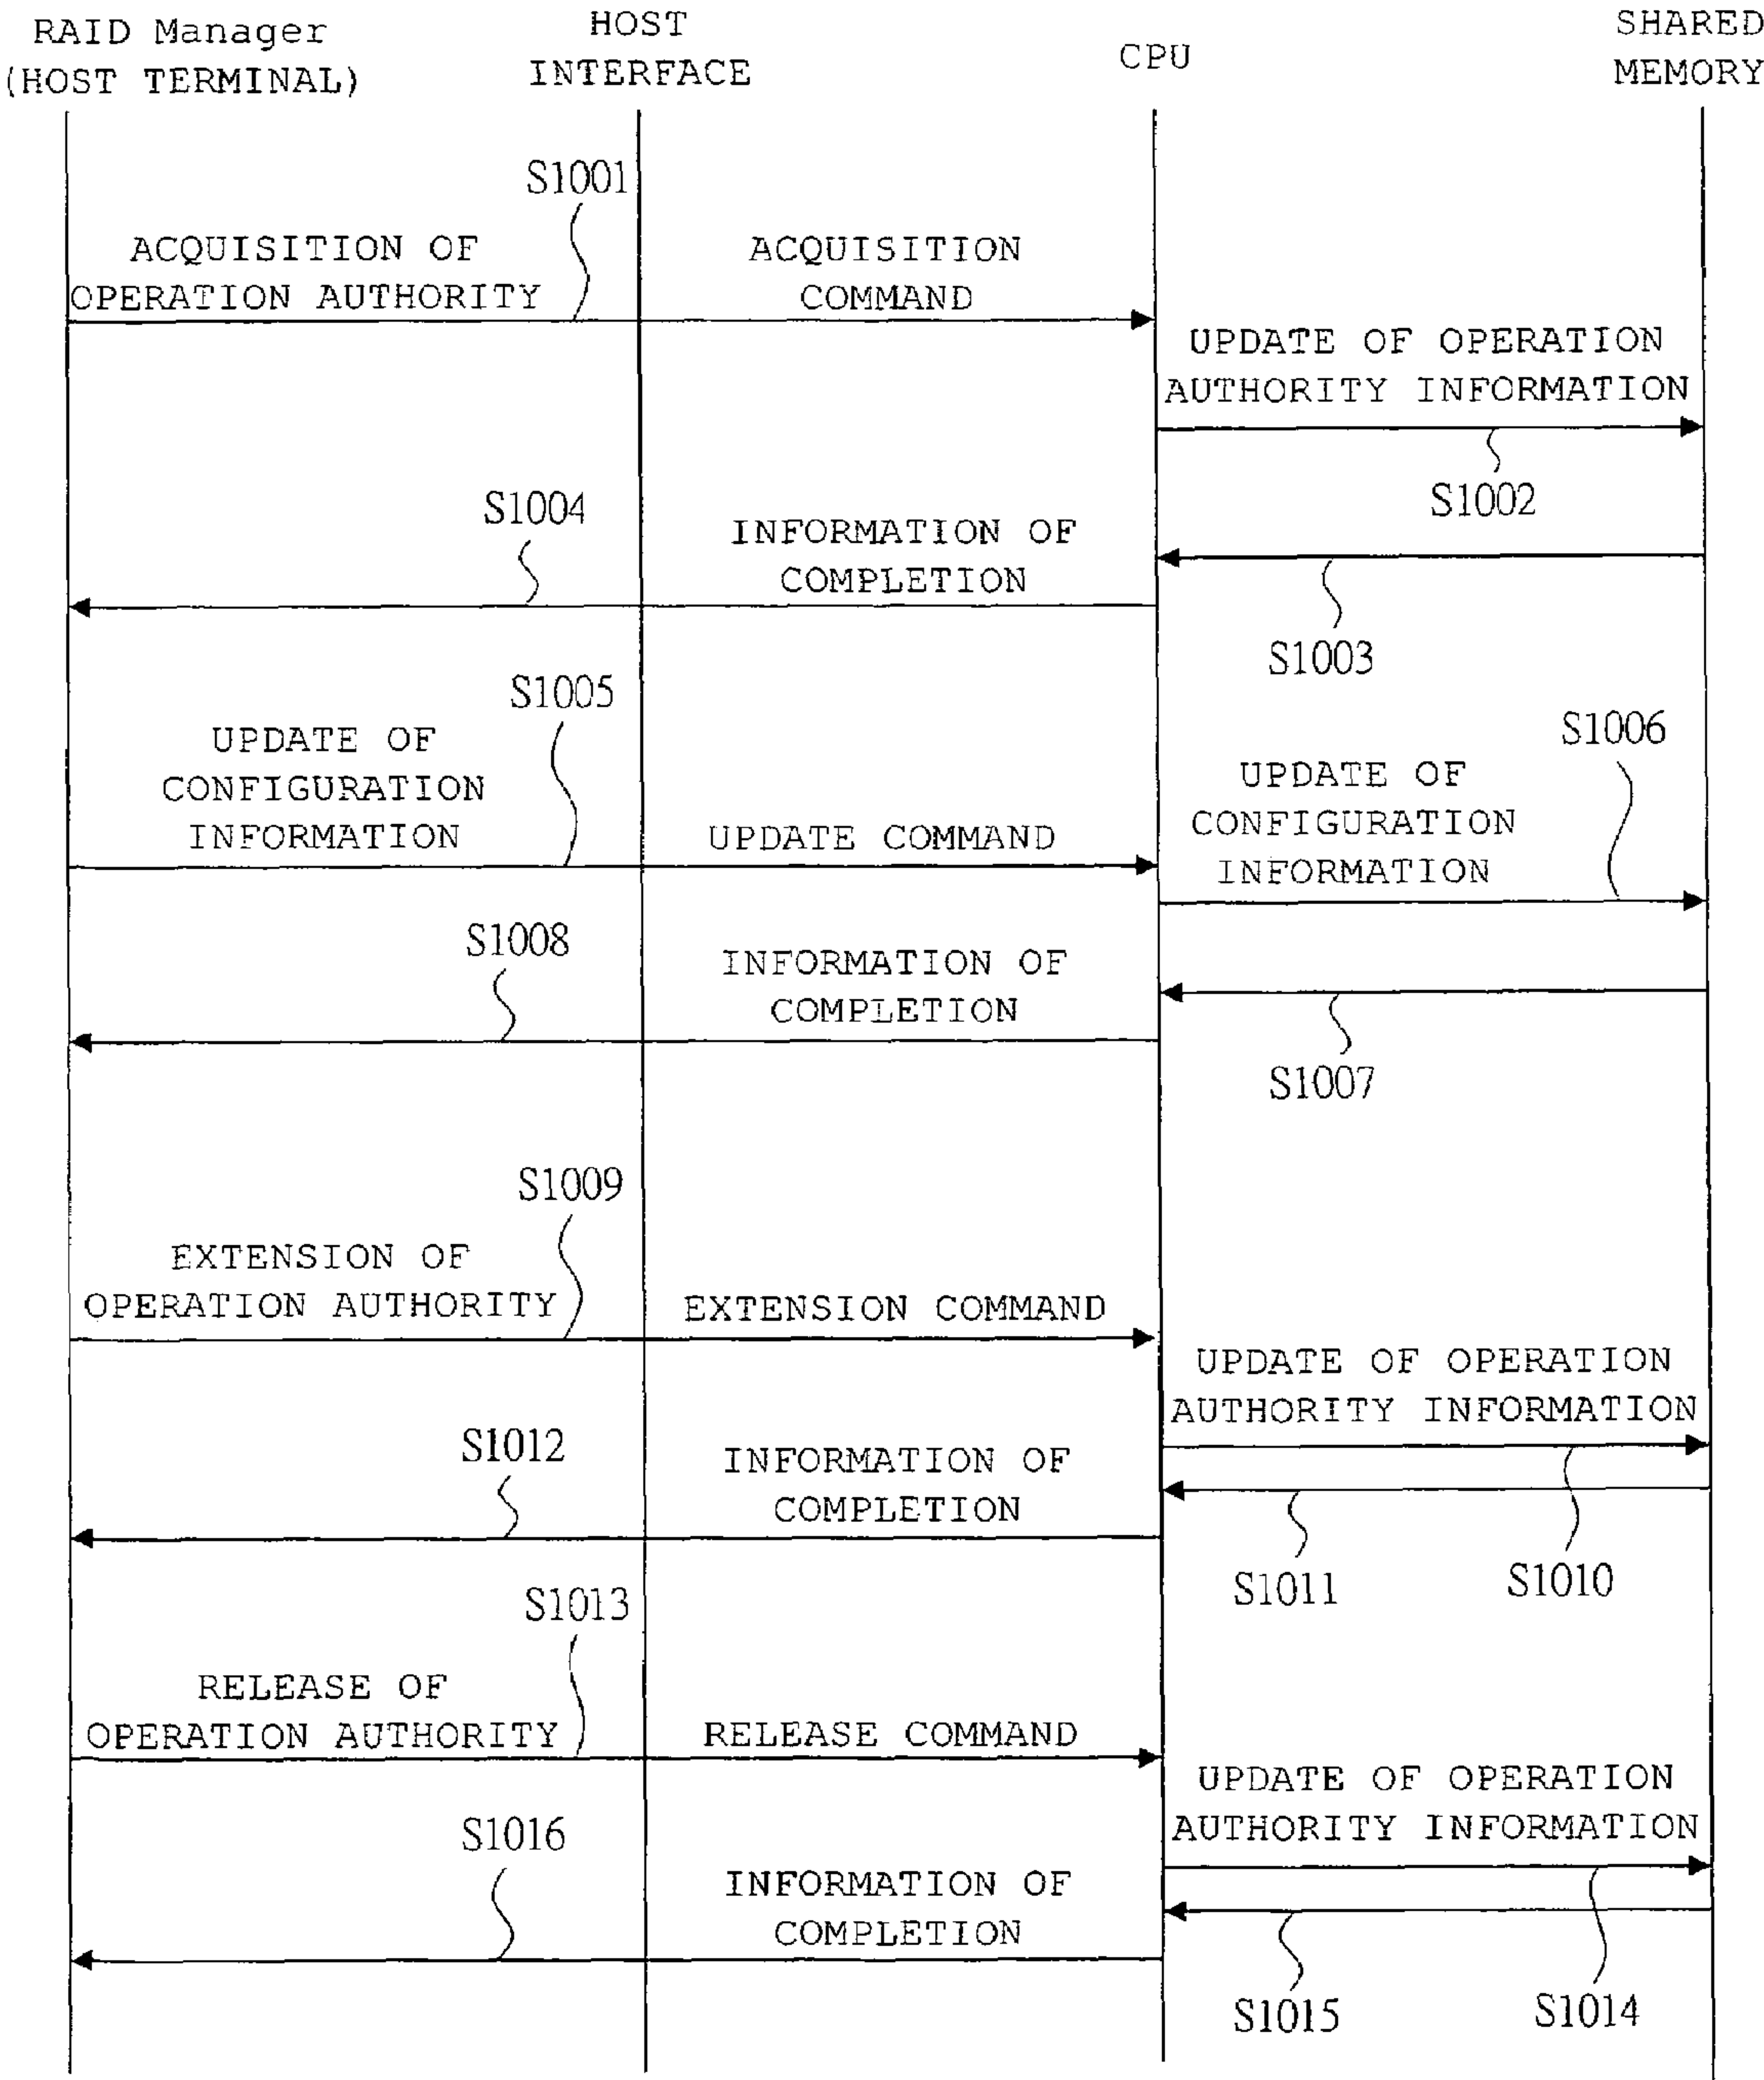 RAID Manager
(HOST TERMINAL)
HOST
INTERFACE
CPU
SHARED
MEMORY
S1001
ACQUISITION OF
OPERATION AUTHORITY
ACQUISITION
COMMAND
UPDATE OF OPERATION
AUTHORITY INFORMATION
S1002
S1004
INFORMATION OF
COMPLETION
S1003
S1005
UPDATE OF
CONFIGURATION
INFORMATION
UPDATE COMMAND
S1006
UPDATE OF
CONFIGURATION
INFORMATION
S1008
INFORMATION OF
COMPLETION
S1007
S1009
EXTENSION OF
OPERATION AUTHORITY
EXTENSION COMMAND
UPDATE OF OPERATION
AUTHORITY INFORMATION
S1012
INFORMATION OF
COMPLETION
S1011
S1010
S1013
RELEASE OF
OPERATION AUTHORITY
RELEASE COMMAND
UPDATE OF OPERATION
AUTHORITY INFORMATION
S1016
INFORMATION OF
COMPLETION
S1015
S1014